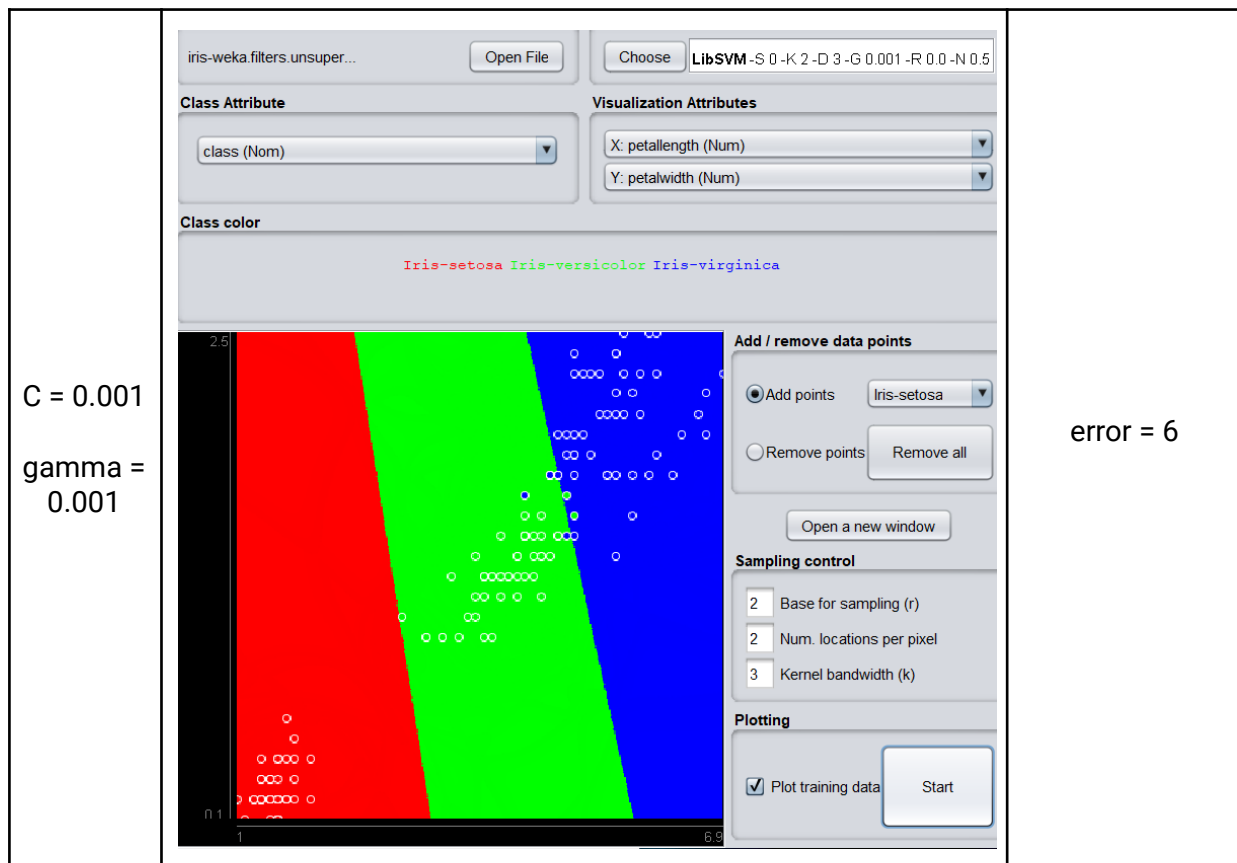 C = 0.001
gamma =
0.001
iris-weka.filters.unsuper...
Open File
Choose
LibSVM -S 0 -K 2 -D 3 -G 0.001 -R 0.0 -N 0.5
Class Attribute
Visualization Attributes
class (Nom)
X: petallength (Num)
Y: petalwidth (Num)
Class color
Iris-setosa Iris-versicolor Iris-virginica
2.5
0.1
1
6.9
Add / remove data points
Add points
Iris-setosa
Remove points
Remove all
Open a new window
Sampling control
2 Base for sampling (r)
2 Num. locations per pixel
3 Kernel bandwidth (k)
Plotting
Plot training data
Start
error = 6